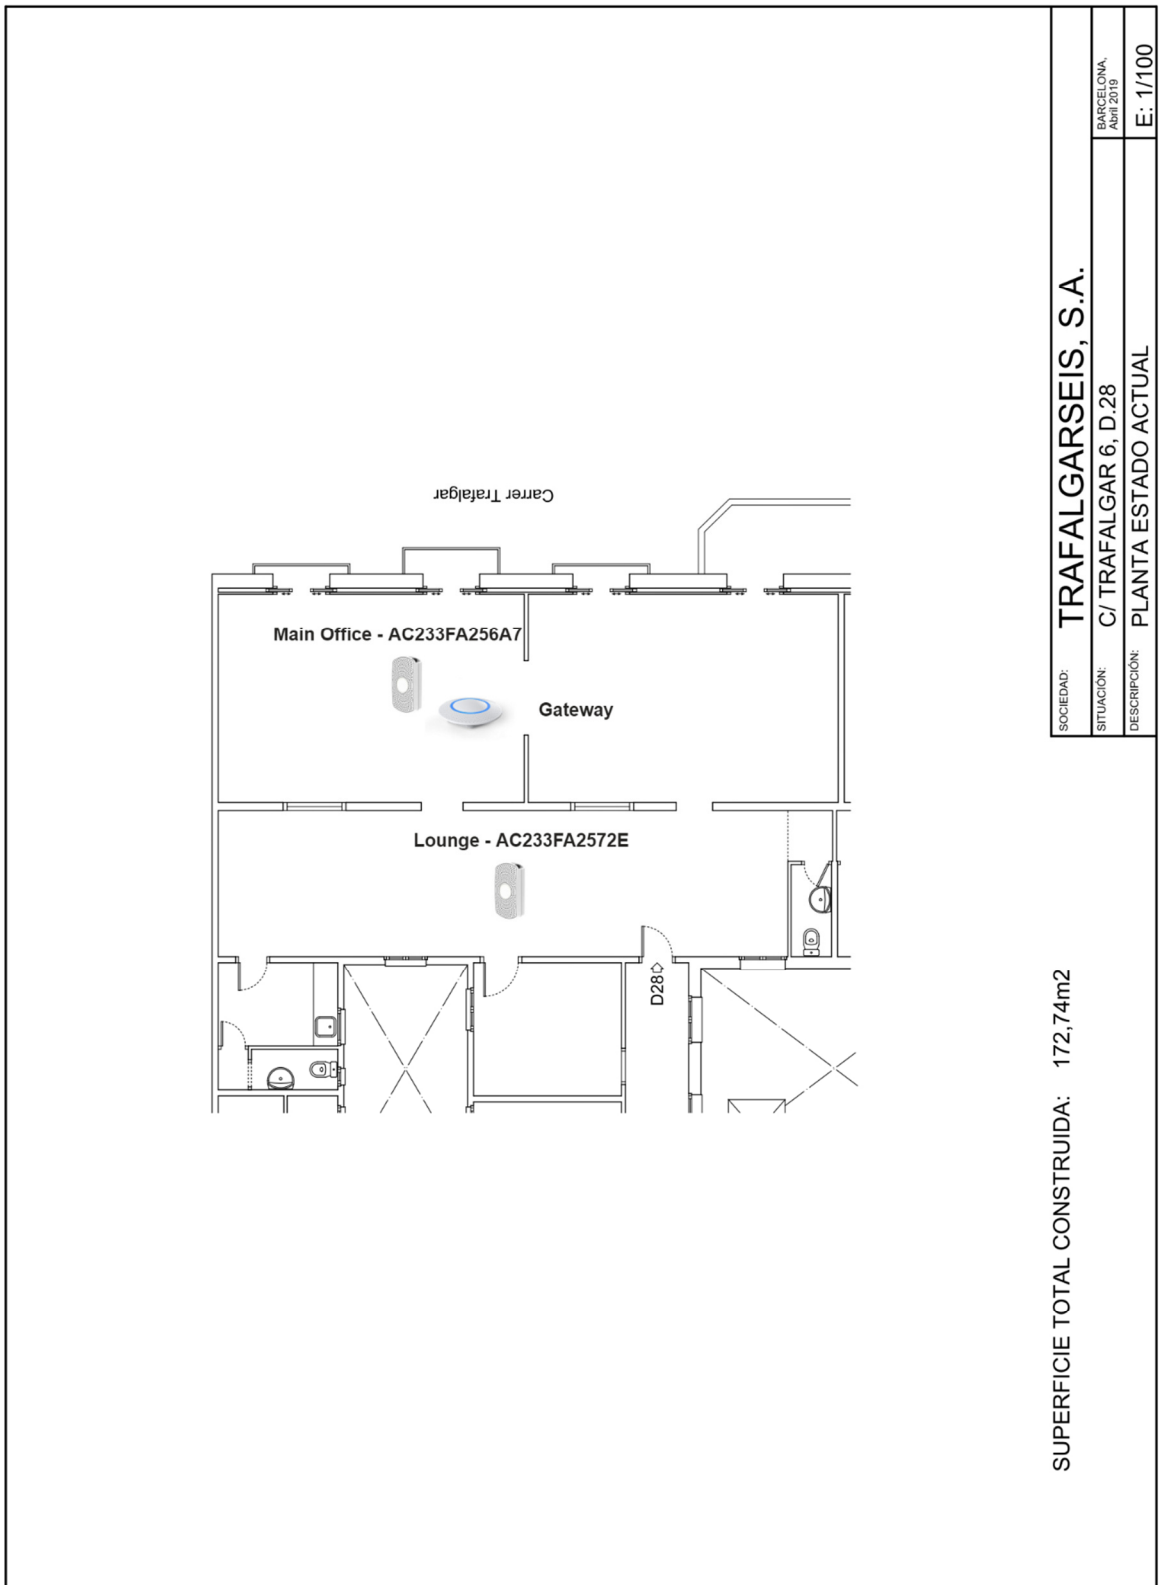 Carrer Trafalgar
Main Office - AC233FA256A7
Gateway
Lounge - AC233FA2572E
D28
SOCIEDAD: TRAFALGARSEIS, S.A.
SITUACIÓN: C/ TRAFALGAR 6, D.28
BARCELONA,
Abril 2019
DESCRIPCIÓN: PLANTA ESTADO ACTUAL
E: 1/100
SUPERFICIE TOTAL CONSTRUIDA: 172,74m2